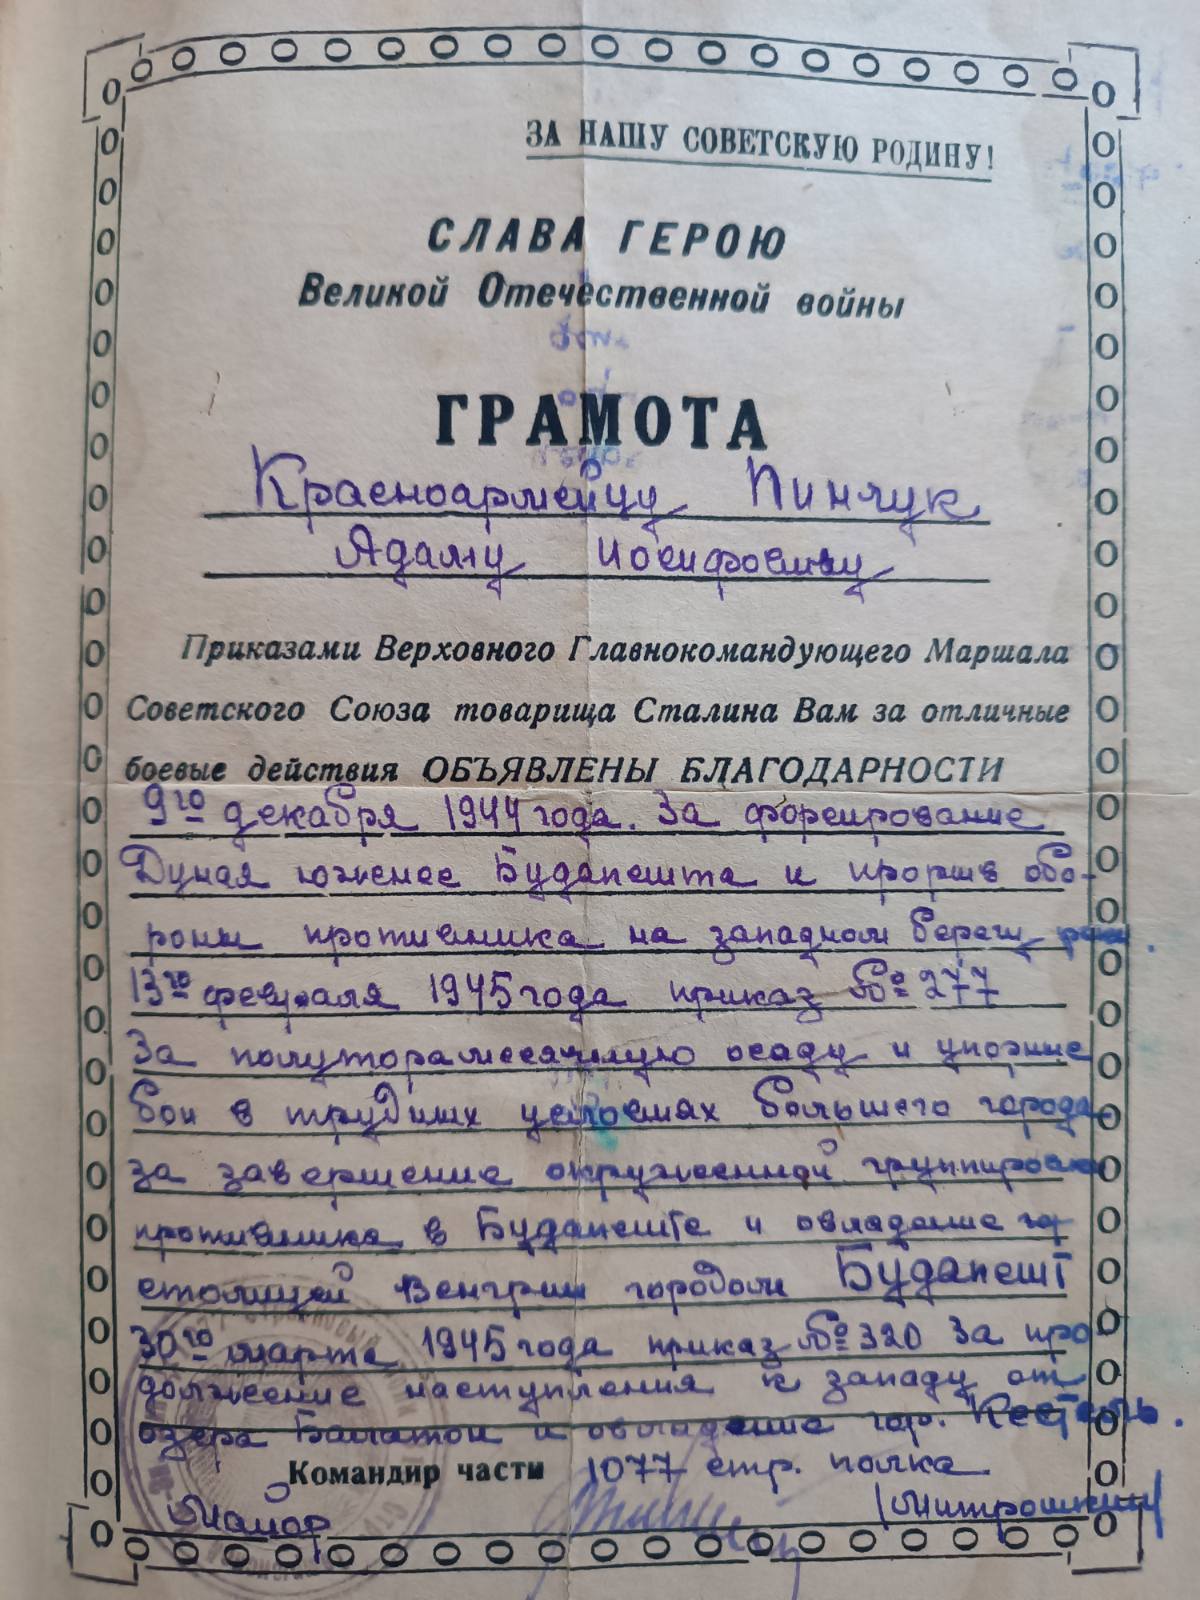 ЗА НАШУ СОВЕТСКУЮ РОДИНУ!
СЛАВА ГЕРОЮ
Великой Отечественной войны
ГРАМОТА
Красноармейцу Пинчук
Адаму Иосифовичу
Приказами Верховного Главнокомандующего Маршала
Советского Союза товарища Сталина Вам за отличные
боевые действия ОБЪЯВЛЕНЫ БЛАГОДАРНОСТИ
9го декабря 1944 года. За форсирование
Дуная южнее Будапешта и прорыв обо-
роны противника на западном берегу реки.
13го февраля 1945 года приказ № 277
За полуторамесячную осаду и упорные
бои в трудных условиях большого города
за завершение окруженной группировки
противника в Будапеште и овладение
столицей Венгрии городом Будапешт
30го марта 1945 года приказ № 320 За про
должение наступления к западу от
озера Балатон и овладение гор.
Командир части 1077 стр. полка
Майор /Митрошкин/